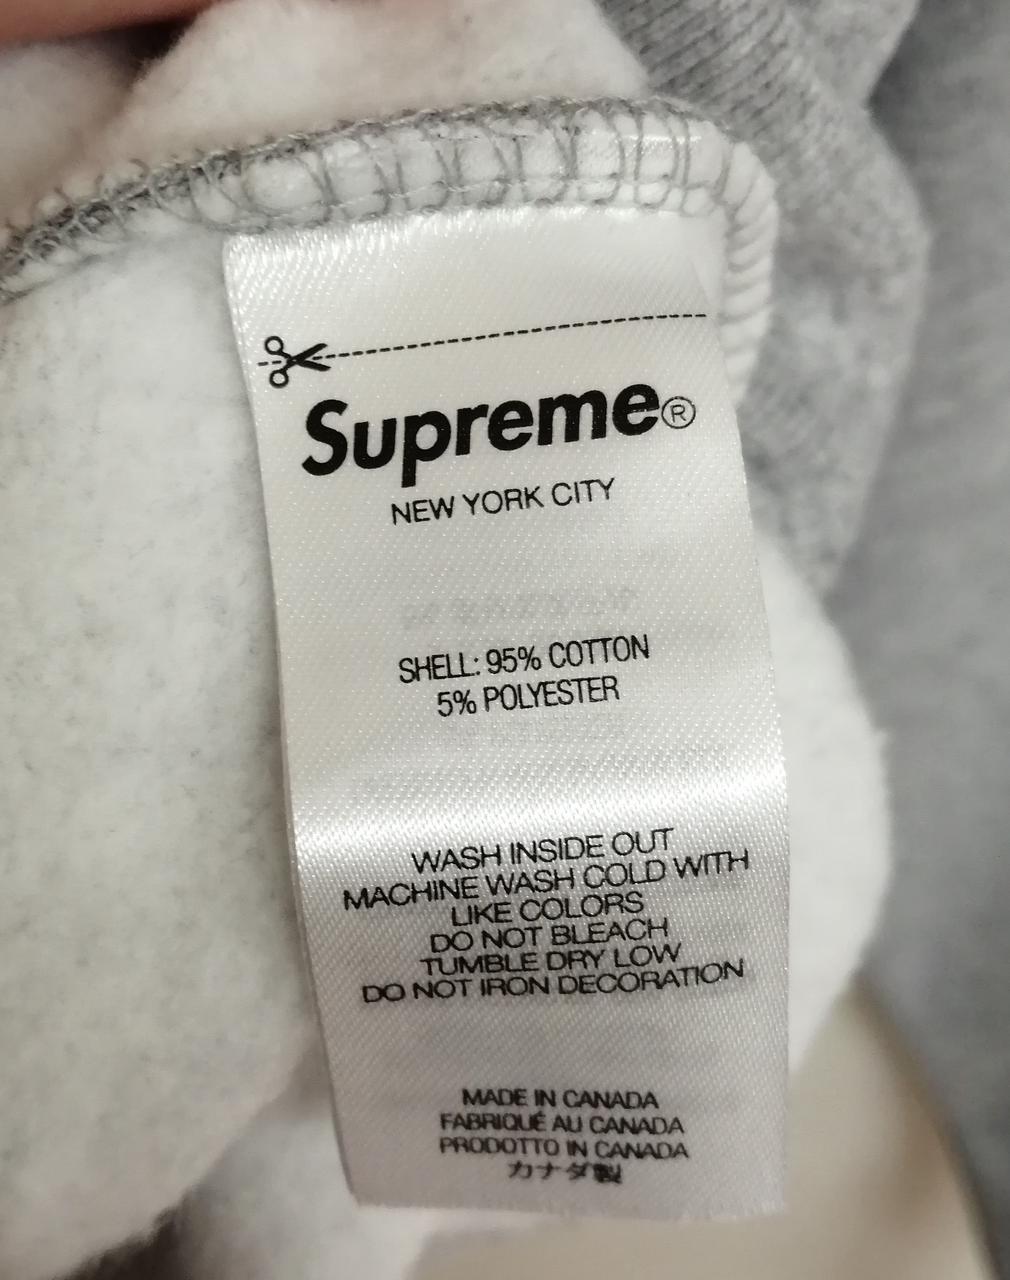 Supreme®
NEW YORK CITY
SHELL: 95% COTTON
5% POLYESTER
WASH INSIDE OUT
MACHINE WASH COLD WITH
LIKE COLORS
DO NOT BLEACH
TUMBLE DRY LOW
DO NOT IRON DECORATION
MADE IN CANADA
FABRIQUÉ AU CANADA
PRODOTTO IN CANADA
カナダ製